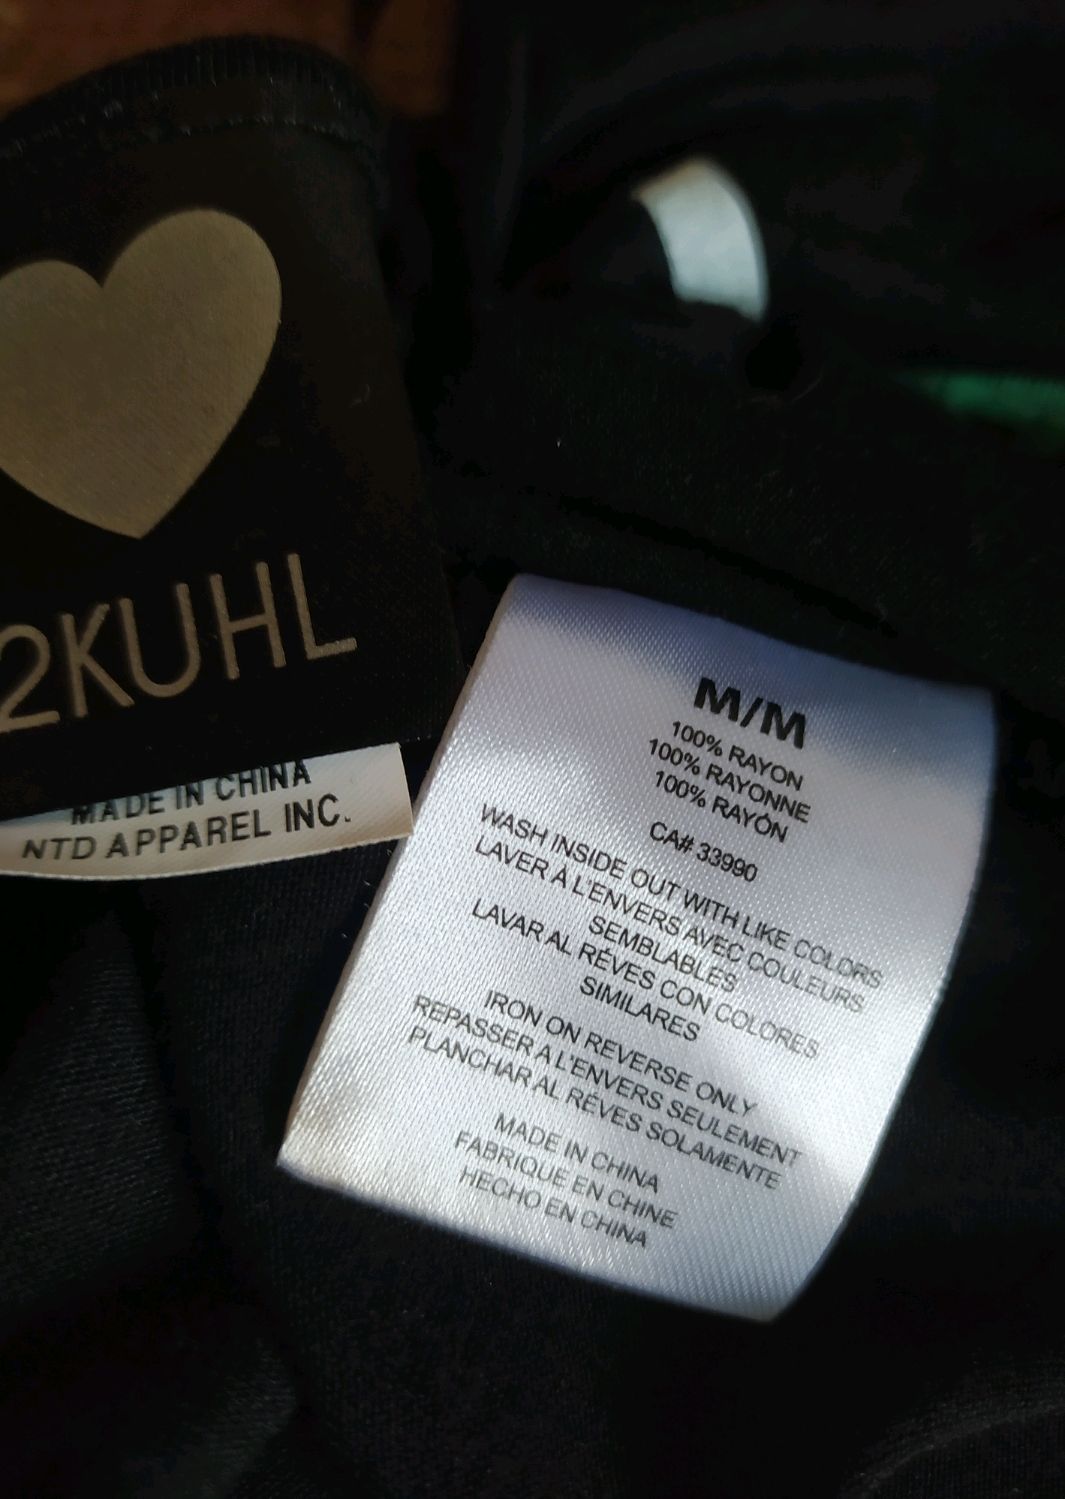 2KUHL
MADE IN CHINA
NTD APPAREL INC.
M/M
100% RAYON
100% RAYONNE
100% RAYÓN
CA# 33990
WASH INSIDE OUT WITH LIKE COLORS
LAVER À L'ENVERS AVEC COULEURS
SEMBLABLES
LAVAR AL RÉVES CON COLORES
SIMILARES
IRON ON REVERSE ONLY
REPASSER A L'ENVERS SEULEMENT
PLANCHAR AL RÉVES SOLAMENTE
MADE IN CHINA
FABRIQUE EN CHINE
HECHO EN CHINA